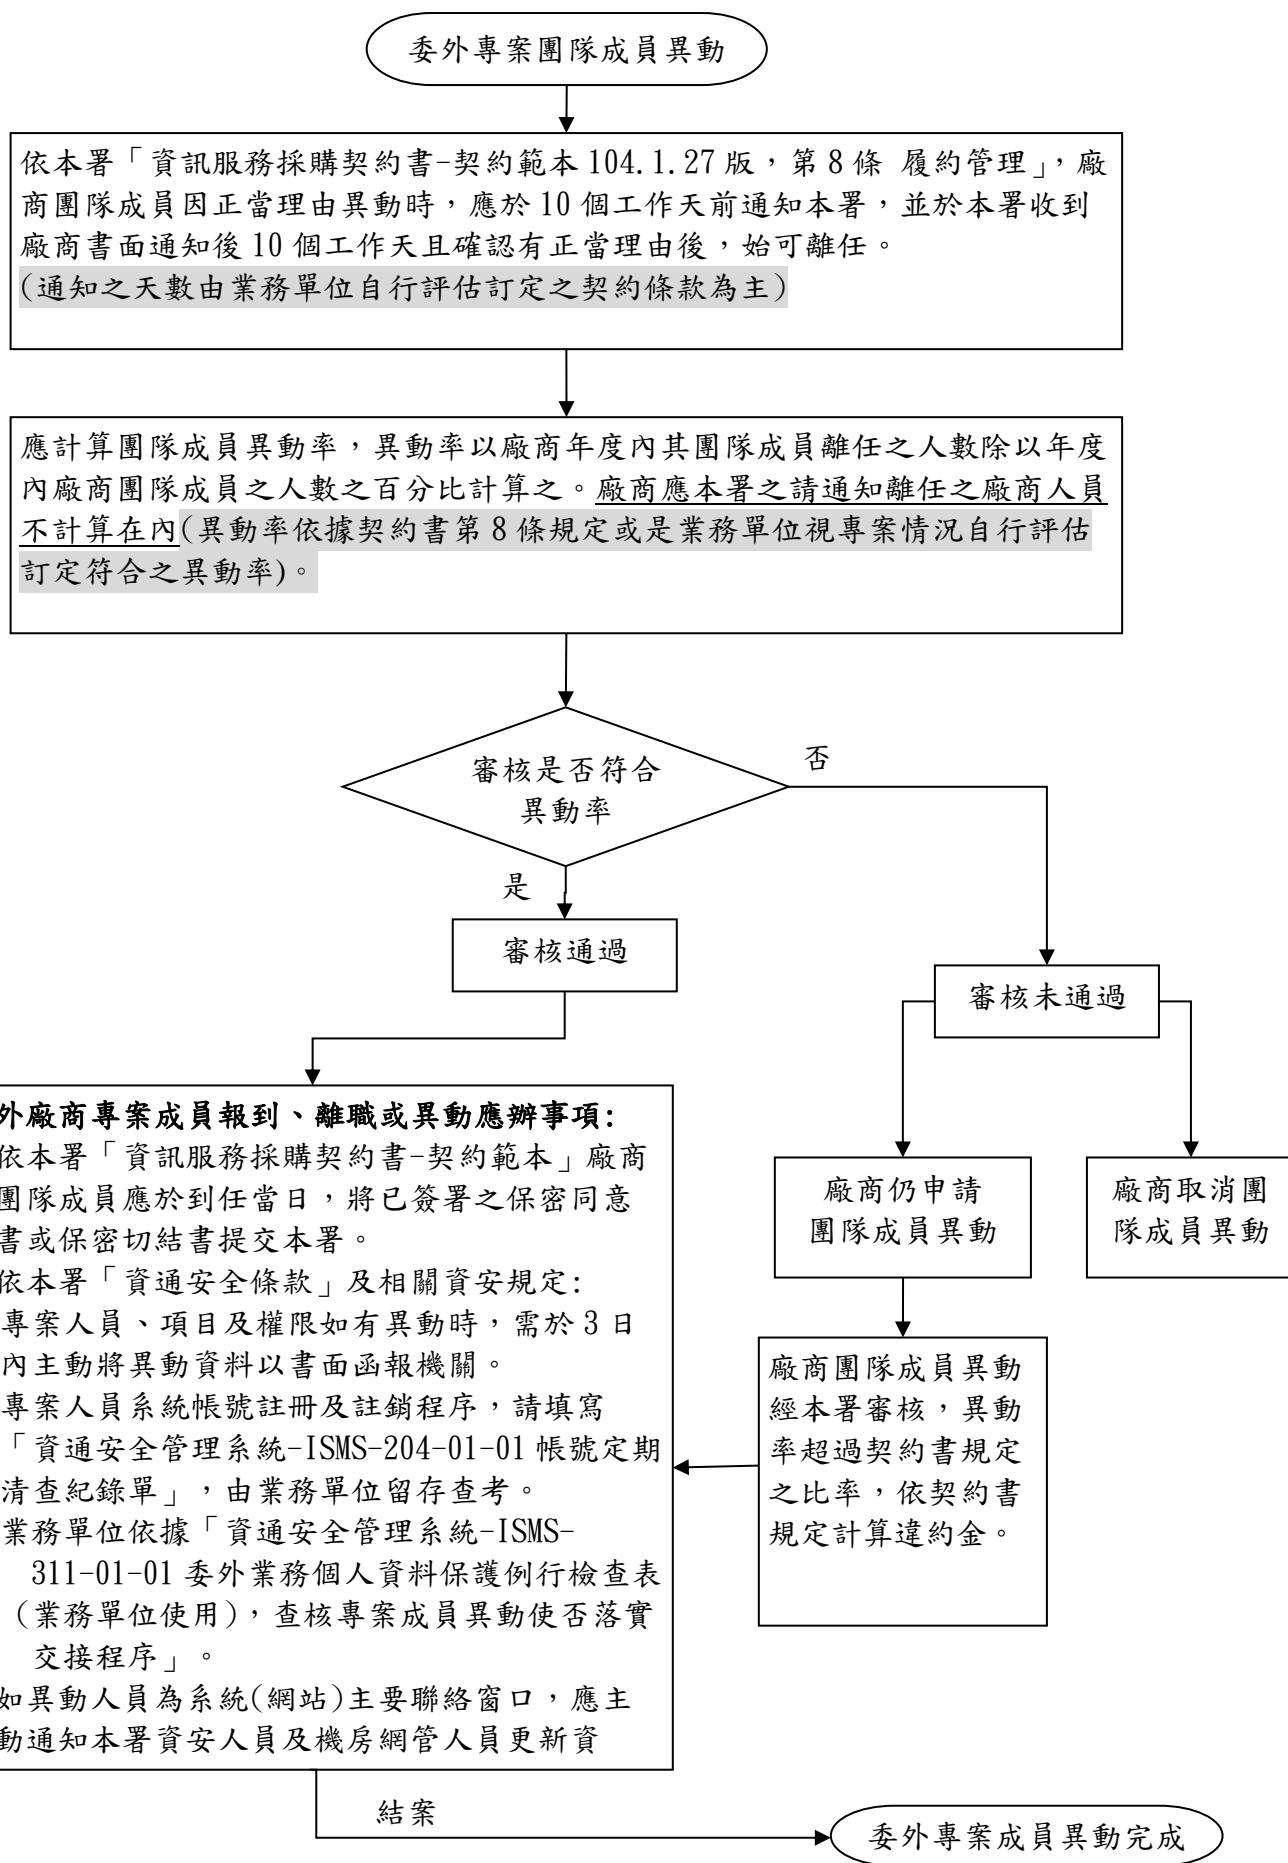 委外專案團隊成員異動
依本署「資訊服務採購契約書-契約範本 104.1.27 版，第 8 條 履約管理」，廠
商團隊成員因正當理由異動時，應於 10 個工作天前通知本署，並於本署收到
廠商書面通知後 10 個工作天且確認有正當理由後，始可離任。
(通知之天數由業務單位自行評估訂定之契約條款為主)
應計算團隊成員異動率，異動率以廠商年度內其團隊成員離任之人數除以年度
內廠商團隊成員之人數之百分比計算之。廠商應本署之請通知離任之廠商人員
不計算在內(異動率依據契約書第 8 條規定或是業務單位視專案情況自行評估
訂定符合之異動率)。
審核是否符合
異動率
否
是
審核通過
審核未通過
外廠商專案成員報到、離職或異動應辦事項:
依本署「資訊服務採購契約書-契約範本」廠商
團隊成員應於到任當日，將已簽署之保密同意
書或保密切結書提交本署。
依本署「資通安全條款」及相關資安規定:
專案人員、項目及權限如有異動時，需於 3 日
內主動將異動資料以書面函報機關。
專案人員系統帳號註冊及註銷程序，請填寫
「資通安全管理系統-ISMS-204-01-01 帳號定期
清查紀錄單」，由業務單位留存查考。
業務單位依據「資通安全管理系統-ISMS-
311-01-01 委外業務個人資料保護例行檢查表
(業務單位使用)，查核專案成員異動使否落實
交接程序」。
如異動人員為系統(網站)主要聯絡窗口，應主
動通知本署資安人員及機房網管人員更新資
廠商仍申請
團隊成員異動
廠商取消團
隊成員異動
廠商團隊成員異動
經本署審核，異動
率超過契約書規定
之比率，依契約書
規定計算違約金。
結案
委外專案成員異動完成